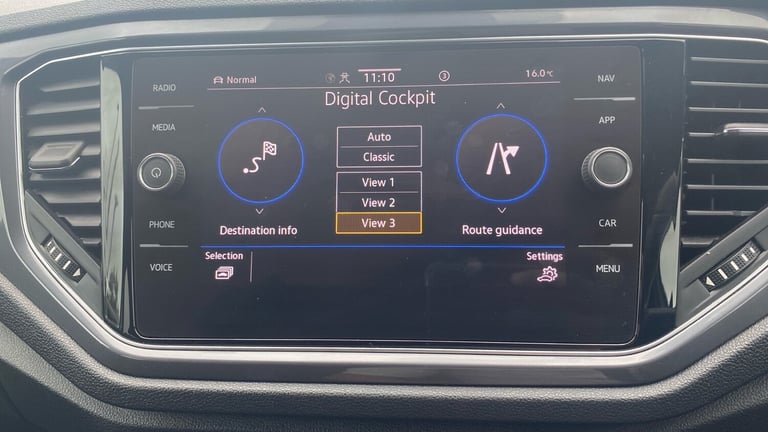 RADIO
MEDIA
PHONE
VOICE
Normal
11:10
3
16.0°C
Digital Cockpit
Auto
Classic
View 1
View 2
View 3
Destination info
Route guidance
Selection
Settings
NAV
APP
CAR
MENU